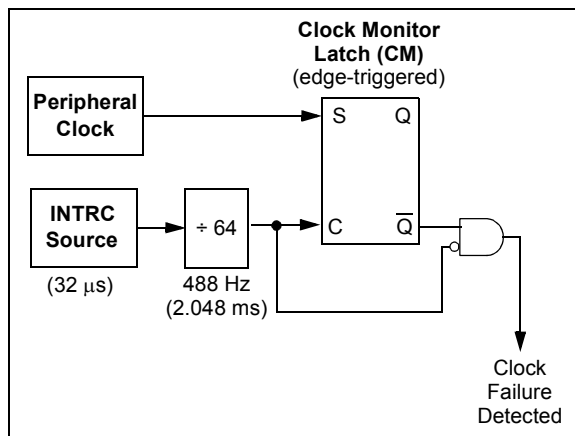 Clock Monitor
Latch (CM)
(edge-triggered)
Peripheral
Clock
S
Q
INTRC
Source
÷ 64
C
Q̅
(32 μs)
488 Hz
(2.048 ms)
Clock
Failure
Detected